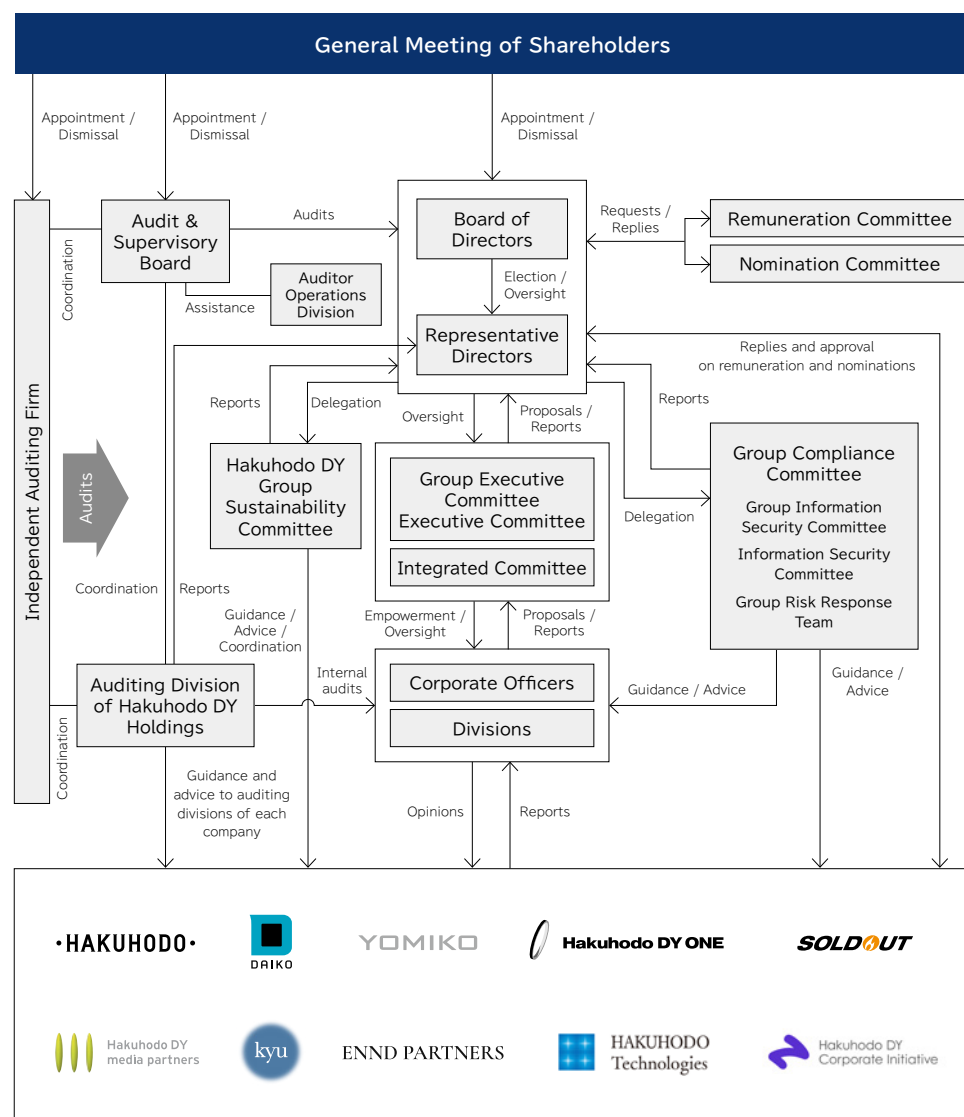 General Meeting of Shareholders
Appointment /
Dismissal
Appointment /
Dismissal
Appointment /
Dismissal
Independent Auditing Firm
Coordination
Audit &
Supervisory
Board
Audits
Assistance
Auditor
Operations
Division
Board of
Directors
Election /
Oversight
Representative
Directors
Requests /
Replies
Remuneration Committee
Nomination Committee
Replies and approval
on remuneration and nominations
Reports
Delegation
Oversight
Proposals /
Reports
Reports
Audits
Hakuhodo DY
Group
Sustainability
Committee
Group Executive
Committee
Executive Committee
Integrated Committee
Delegation
Group Compliance
Committee
Group Information
Security Committee
Information Security
Committee
Group Risk Response
Team
Coordination
Reports
Guidance /
Advice /
Coordination
Empowerment /
Oversight
Proposals /
Reports
Coordination
Auditing Division
of Hakuhodo DY
Holdings
Internal
audits
Corporate Officers
Divisions
Guidance / Advice
Guidance /
Advice
Guidance and
advice to auditing
divisions of each
company
Opinions
Reports
·HAKUHODO·
DAIKO
YOMIKO
Hakuhodo DY ONE
SOLDOUT
Hakuhodo DY
media partners
kyu
ENND PARTNERS
HAKUHODO
Technologies
Hakuhodo DY
Corporate Initiative